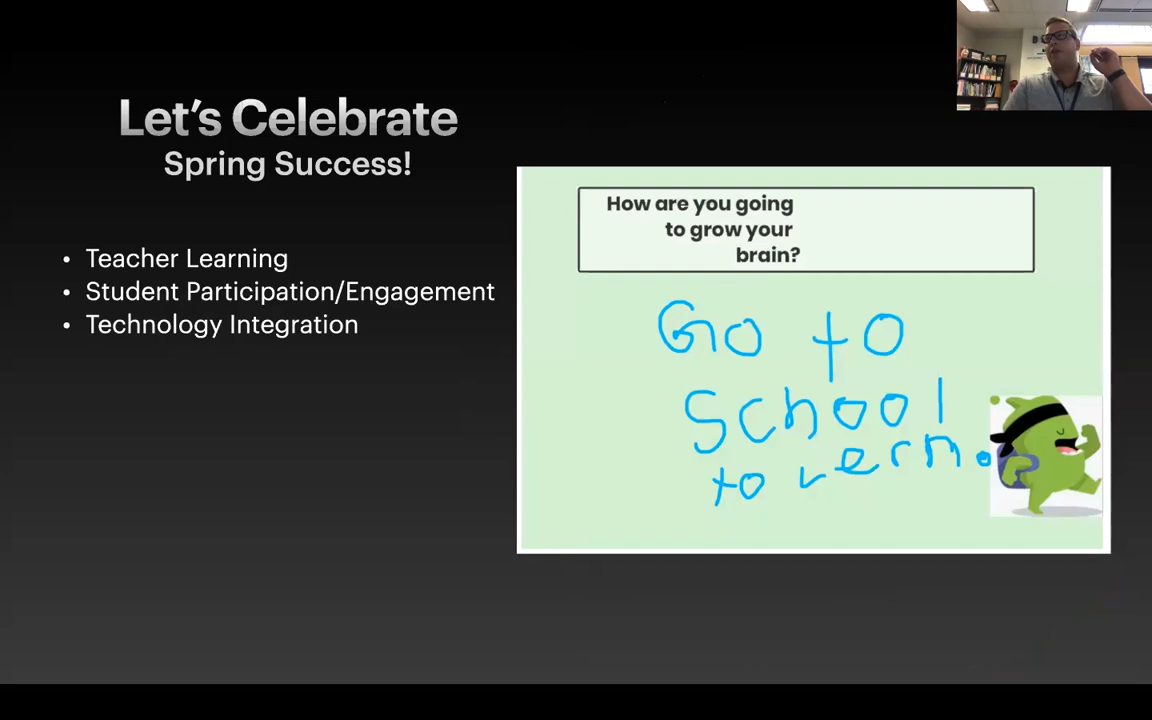 Let's Celebrate
Spring Success!
• Teacher Learning
• Student Participation/Engagement
• Technology Integration
How are you going
to grow your
brain?
Go to
School
to lern.